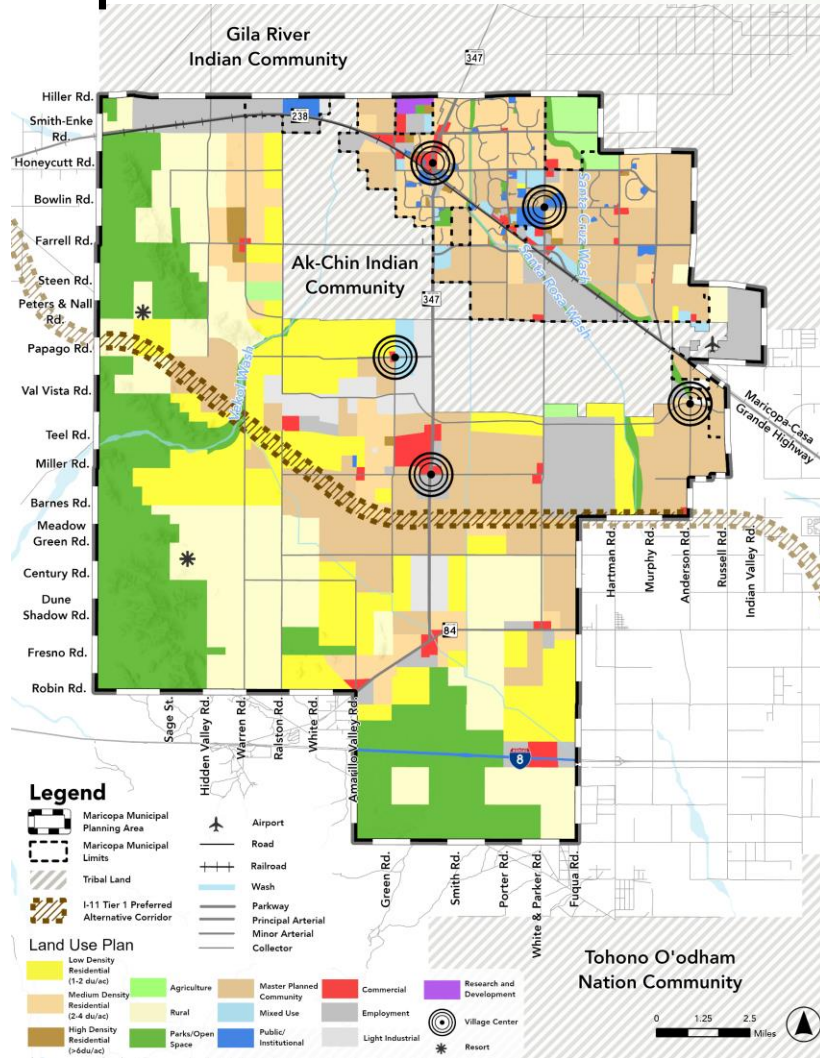 Gila River
Indian Community
347
Hiller Rd.
Smith-Enke
Rd.
238
Honeycutt Rd.
Bowlin Rd.
Santa Cruz Wash
Farrell Rd.
Santa Rosa Wash
Ak-Chin Indian
Community
Steen Rd.
347
Peters & Nall
Rd.
Papago Rd.
Vekol Wash
Val Vista Rd.
Maricopa-Casa
Grande Highway
Teel Rd.
Miller Rd.
Barnes Rd.
Meadow
Green Rd.
Hartman Rd.
Murphy Rd.
Anderson Rd.
Russell Rd.
Indian Valley Rd.
Century Rd.
Dune
Shadow Rd.
84
Fresno Rd.
Robin Rd.
Sage St.
Hidden Valley Rd.
Warren Rd.
Ralston Rd.
White Rd.
Amarillo Valley Rd.
8
Green Rd.
Smith Rd.
Porter Rd.
White & Parker Rd.
Fuqua Rd.
Legend
Maricopa Municipal
Planning Area
Maricopa Municipal
Limits
Tribal Land
I-11 Tier 1 Preferred
Alternative Corridor
Airport
Road
Railroad
Wash
Parkway
Principal Arterial
Minor Arterial
Collector
Land Use Plan
Low Density
Residential
(1-2 du/ac)
Medium Density
Residential
(2-4 du/ac)
High Density
Residential
(>6du/ac)
Agriculture
Rural
Parks/Open
Space
Master Planned
Community
Mixed Use
Public/
Institutional
Commercial
Employment
Light Industrial
Research and
Development
Village Center
Resort
Tohono O'odham
Nation Community
0 1.25 2.5
Miles